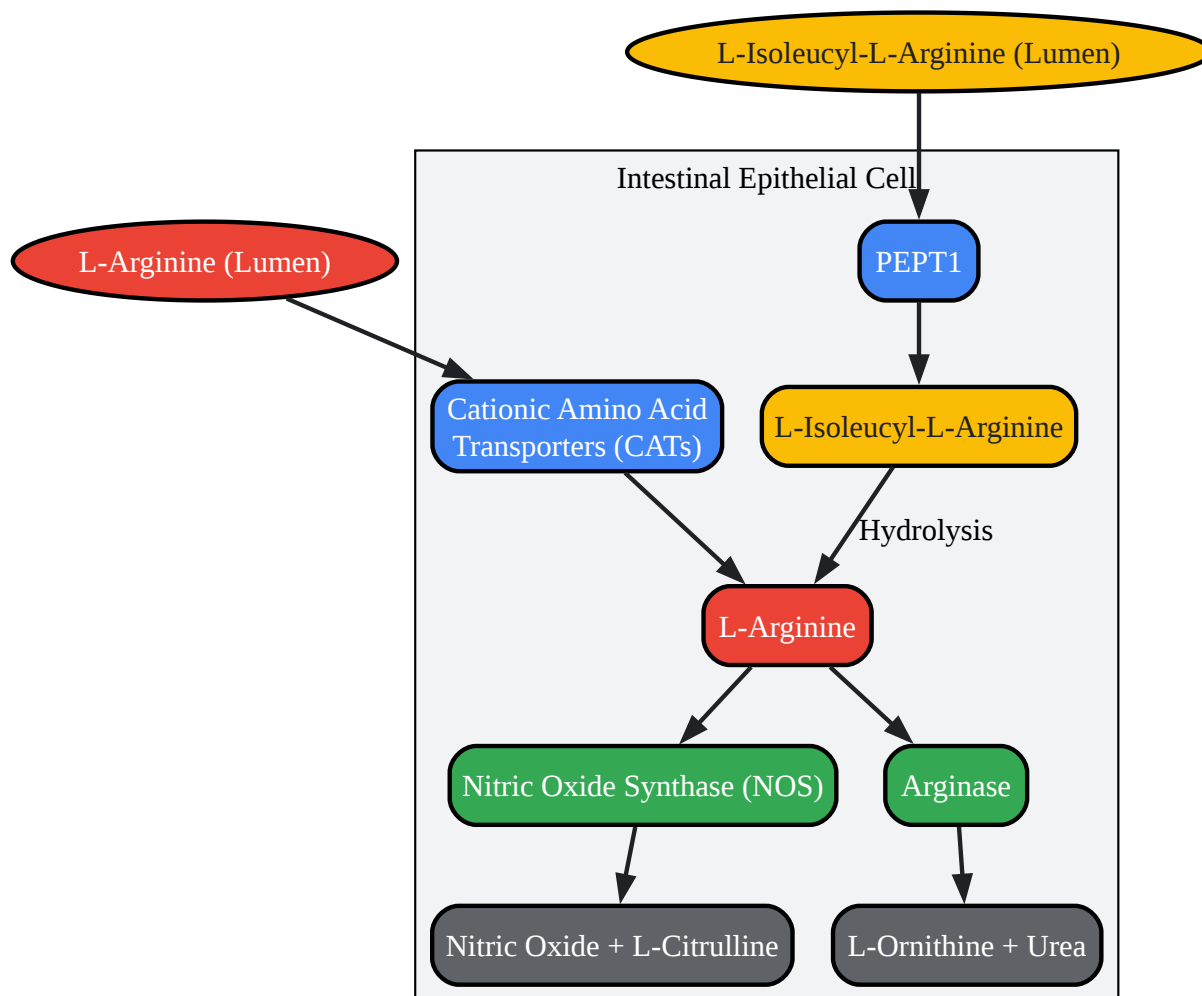 L-Isoleucyl-L-Arginine (Lumen)
Intestinal Epithelial Cell
L-Arginine (Lumen)
PEPT1
Cationic Amino Acid
Transporters (CATs)
L-Isoleucyl-L-Arginine
Hydrolysis
L-Arginine
Nitric Oxide Synthase (NOS)
Arginase
Nitric Oxide + L-Citrulline
L-Ornithine + Urea